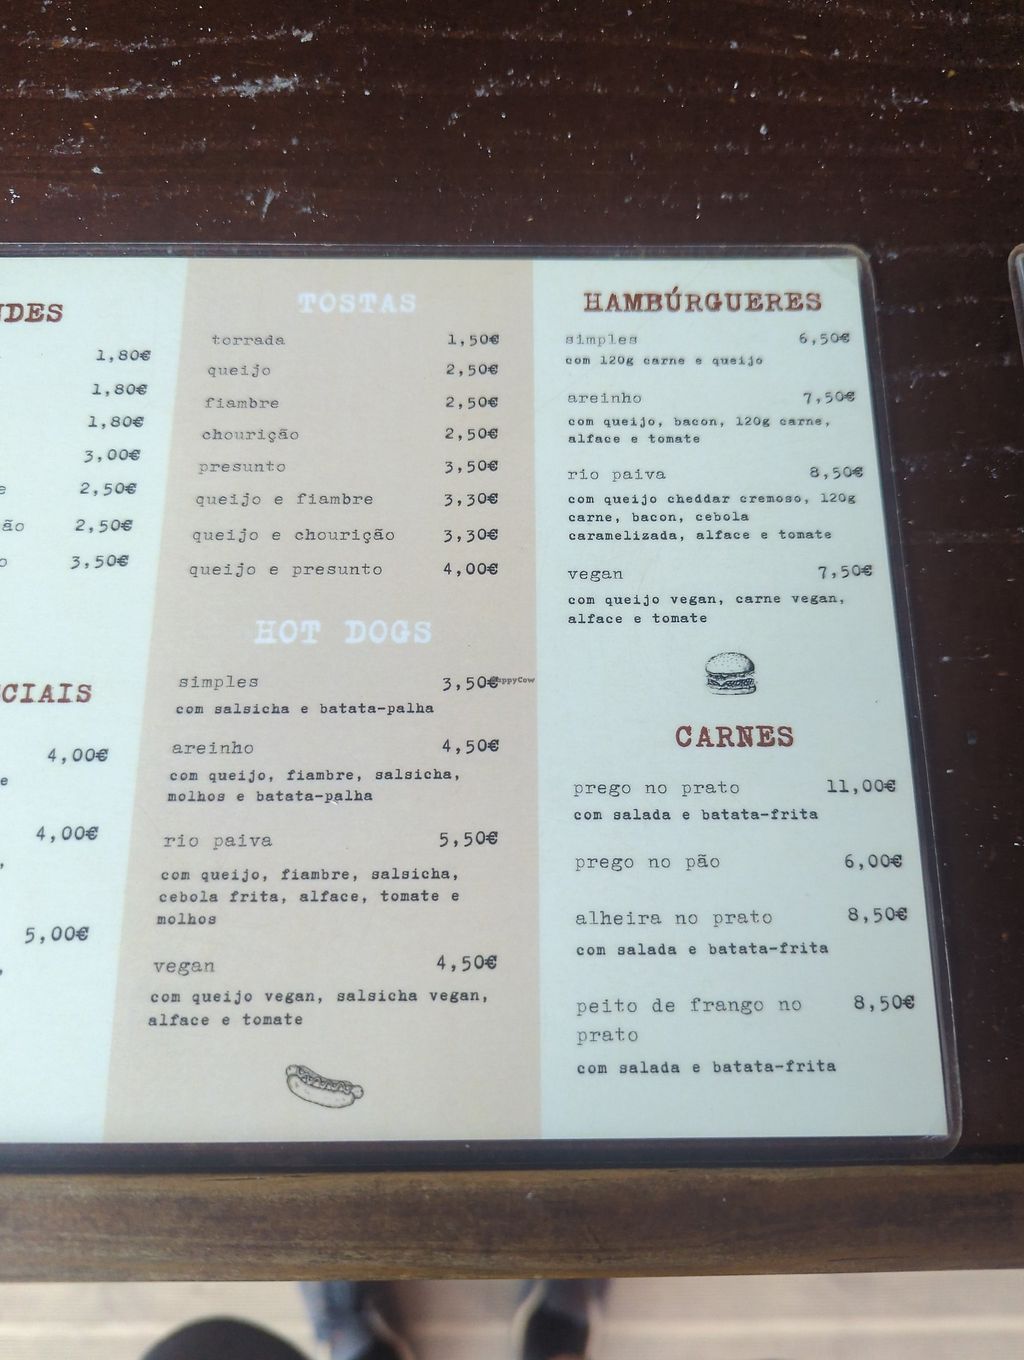 1,80€
1,80€
1,80€
3,00€
2,50€
2,50€
3,50€
4,00€
4,00€
5,00€
TOSTAS
torrada 1,50€
queijo 2,50€
fiambre 2,50€
chourição 2,50€
presunto 3,50€
queijo e fiambre 3,30€
queijo e chourição 3,30€
queijo e presunto 4,00€
HOT DOGS
simples 3,50€
HappyCow
com salsicha e batata-palha
areinho 4,50€
com queijo, fiambre, salsicha,
molhos e batata-palha
rio paiva 5,50€
com queijo, fiambre, salsicha,
cebola frita, alface, tomate e
molhos
vegan 4,50€
com queijo vegan, salsicha vegan,
alface e tomate
HAMBÚRGUERES
simples 6,50€
com 120g carne e queijo
areinho 7,50€
com queijo, bacon, 120g carne,
alface e tomate
rio paiva 8,50€
com queijo cheddar cremoso, 120g
carne, bacon, cebola
caramelizada, alface e tomate
vegan 7,50€
com queijo vegan, carne vegan,
alface e tomate
CARNES
prego no prato 11,00€
com salada e batata-frita
prego no pão 6,00€
alheira no prato 8,50€
com salada e batata-frita
peito de frango no 8,50€
prato
com salada e batata-frita